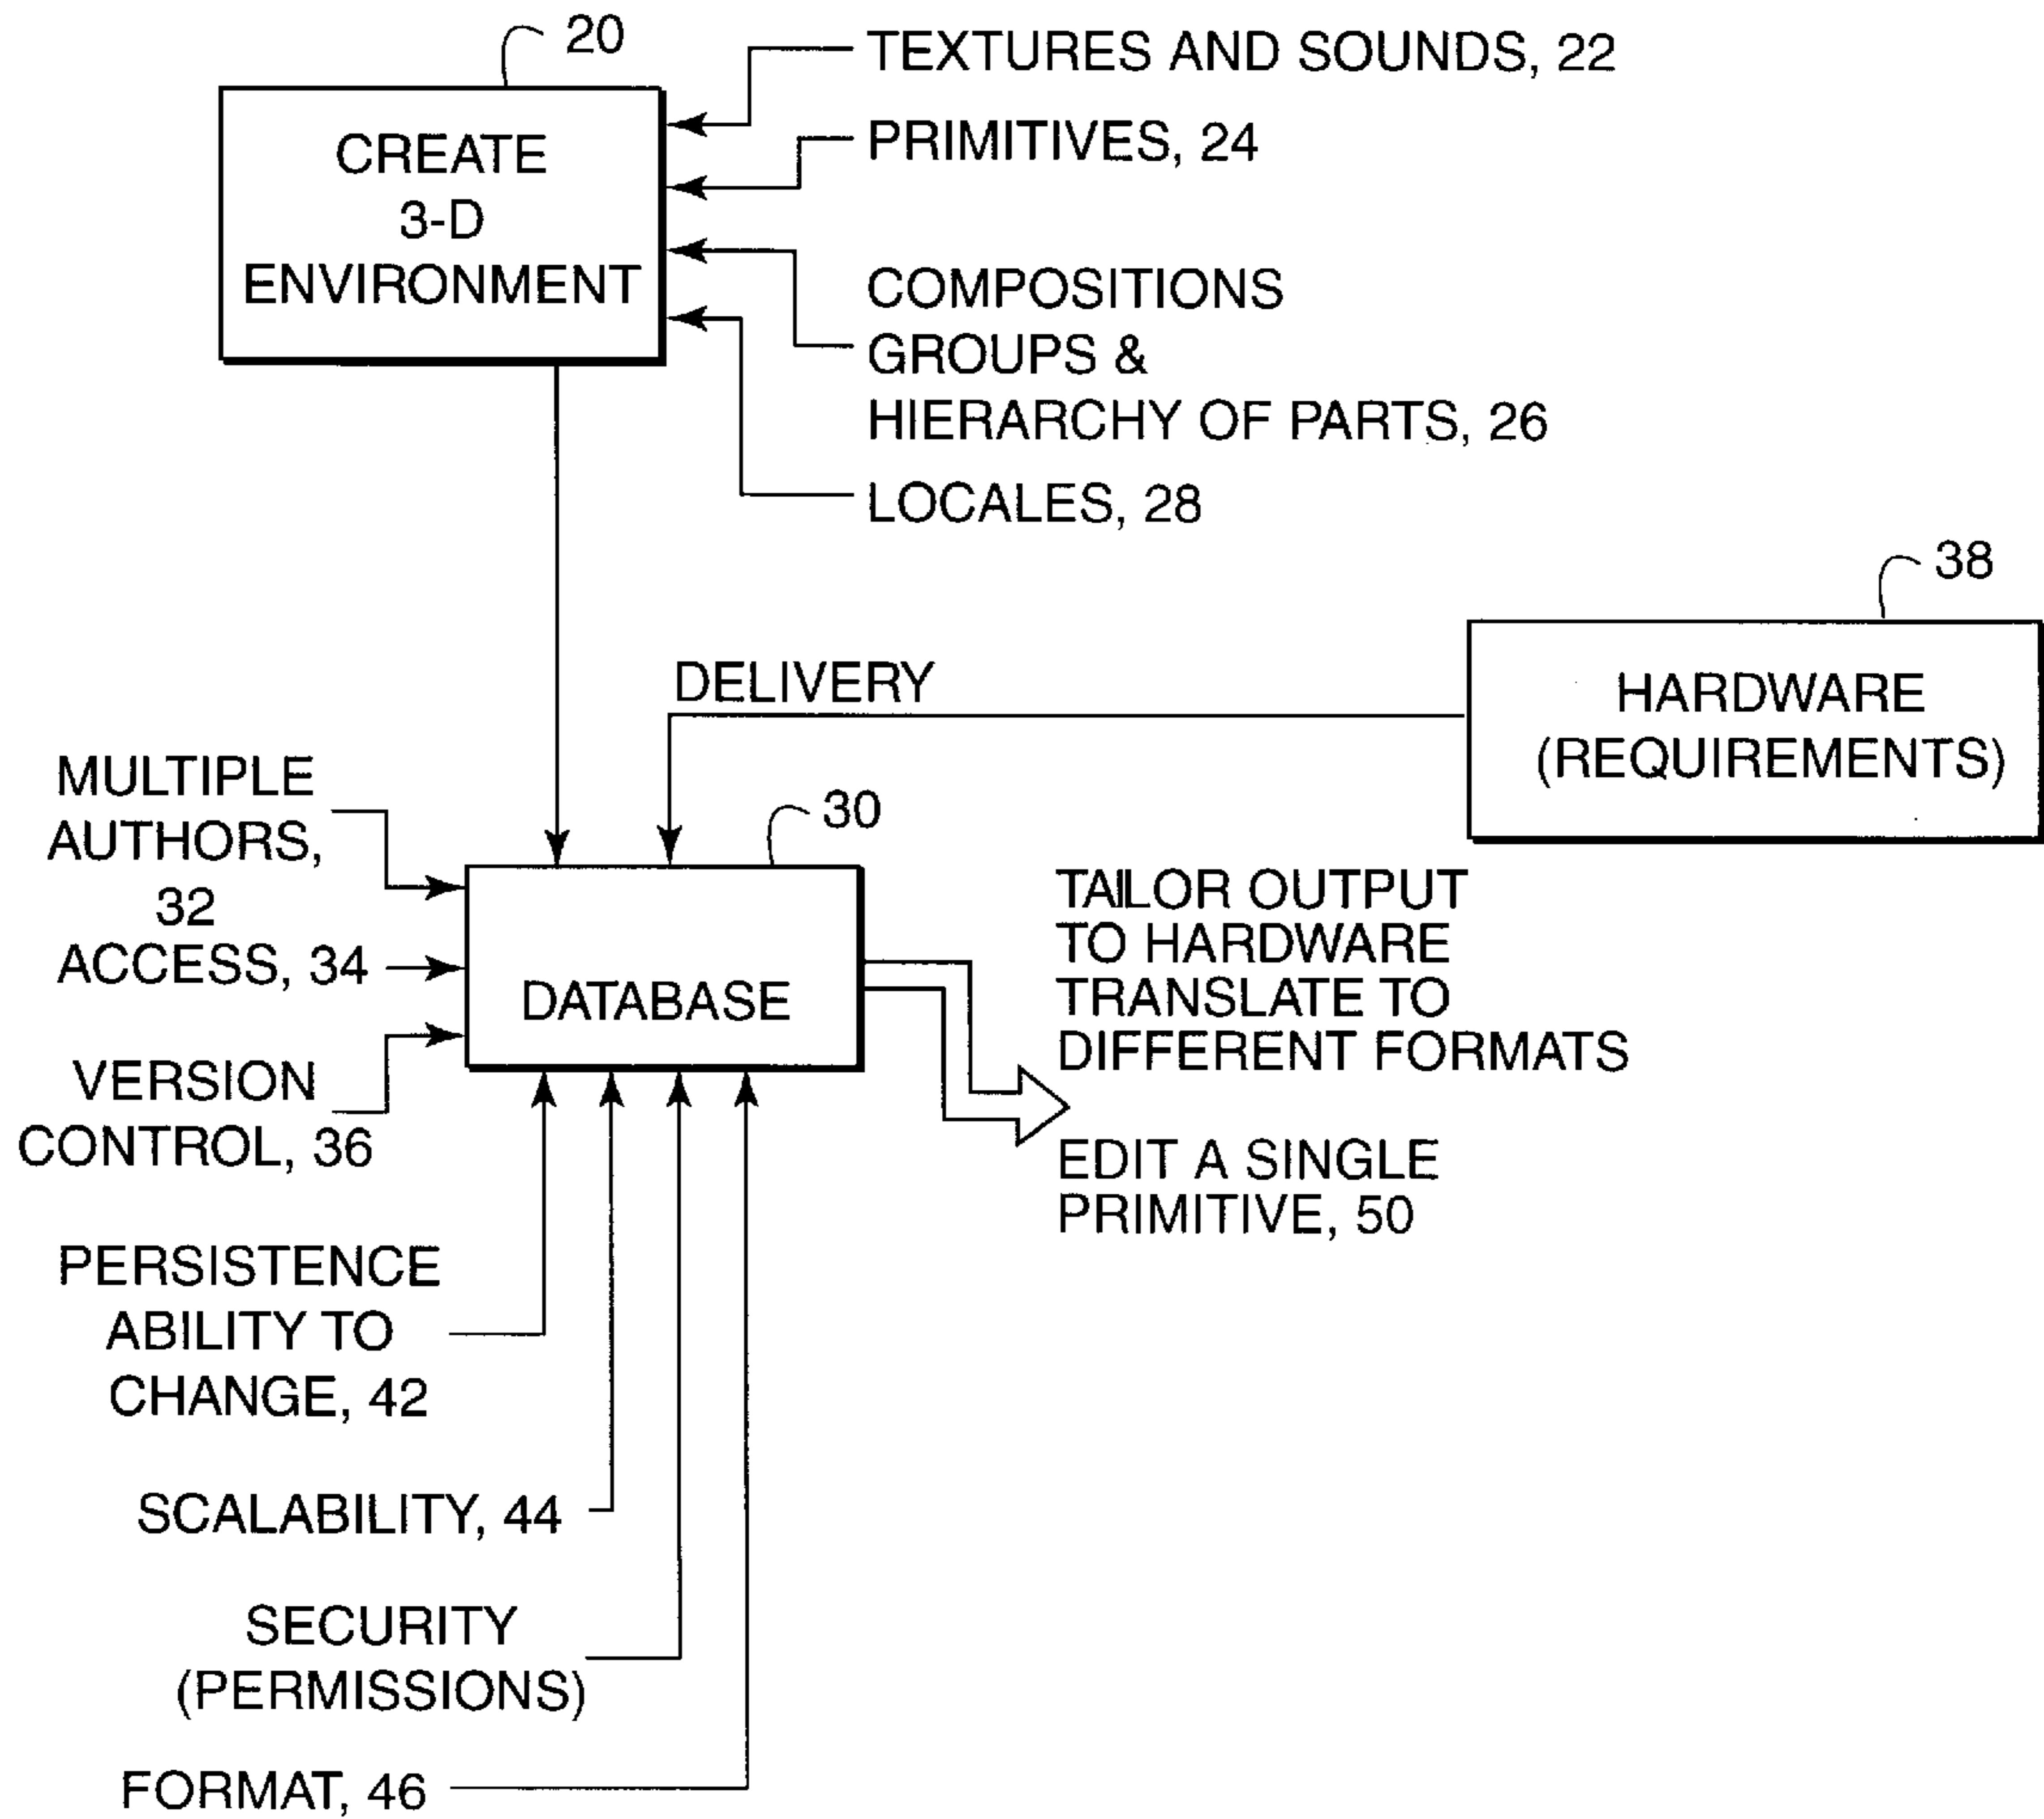 20
TEXTURES AND SOUNDS, 22
CREATE
3-D
ENVIRONMENT
PRIMITIVES, 24
COMPOSITIONS
GROUPS &
HIERARCHY OF PARTS, 26
LOCALES, 28
38
HARDWARE
(REQUIREMENTS)
DELIVERY
MULTIPLE
AUTHORS,
32
ACCESS, 34
VERSION
CONTROL, 36
30
DATABASE
TAILOR OUTPUT
TO HARDWARE
TRANSLATE TO
DIFFERENT FORMATS
EDIT A SINGLE
PRIMITIVE, 50
PERSISTENCE
ABILITY TO
CHANGE, 42
SCALABILITY, 44
SECURITY
(PERMISSIONS)
FORMAT, 46